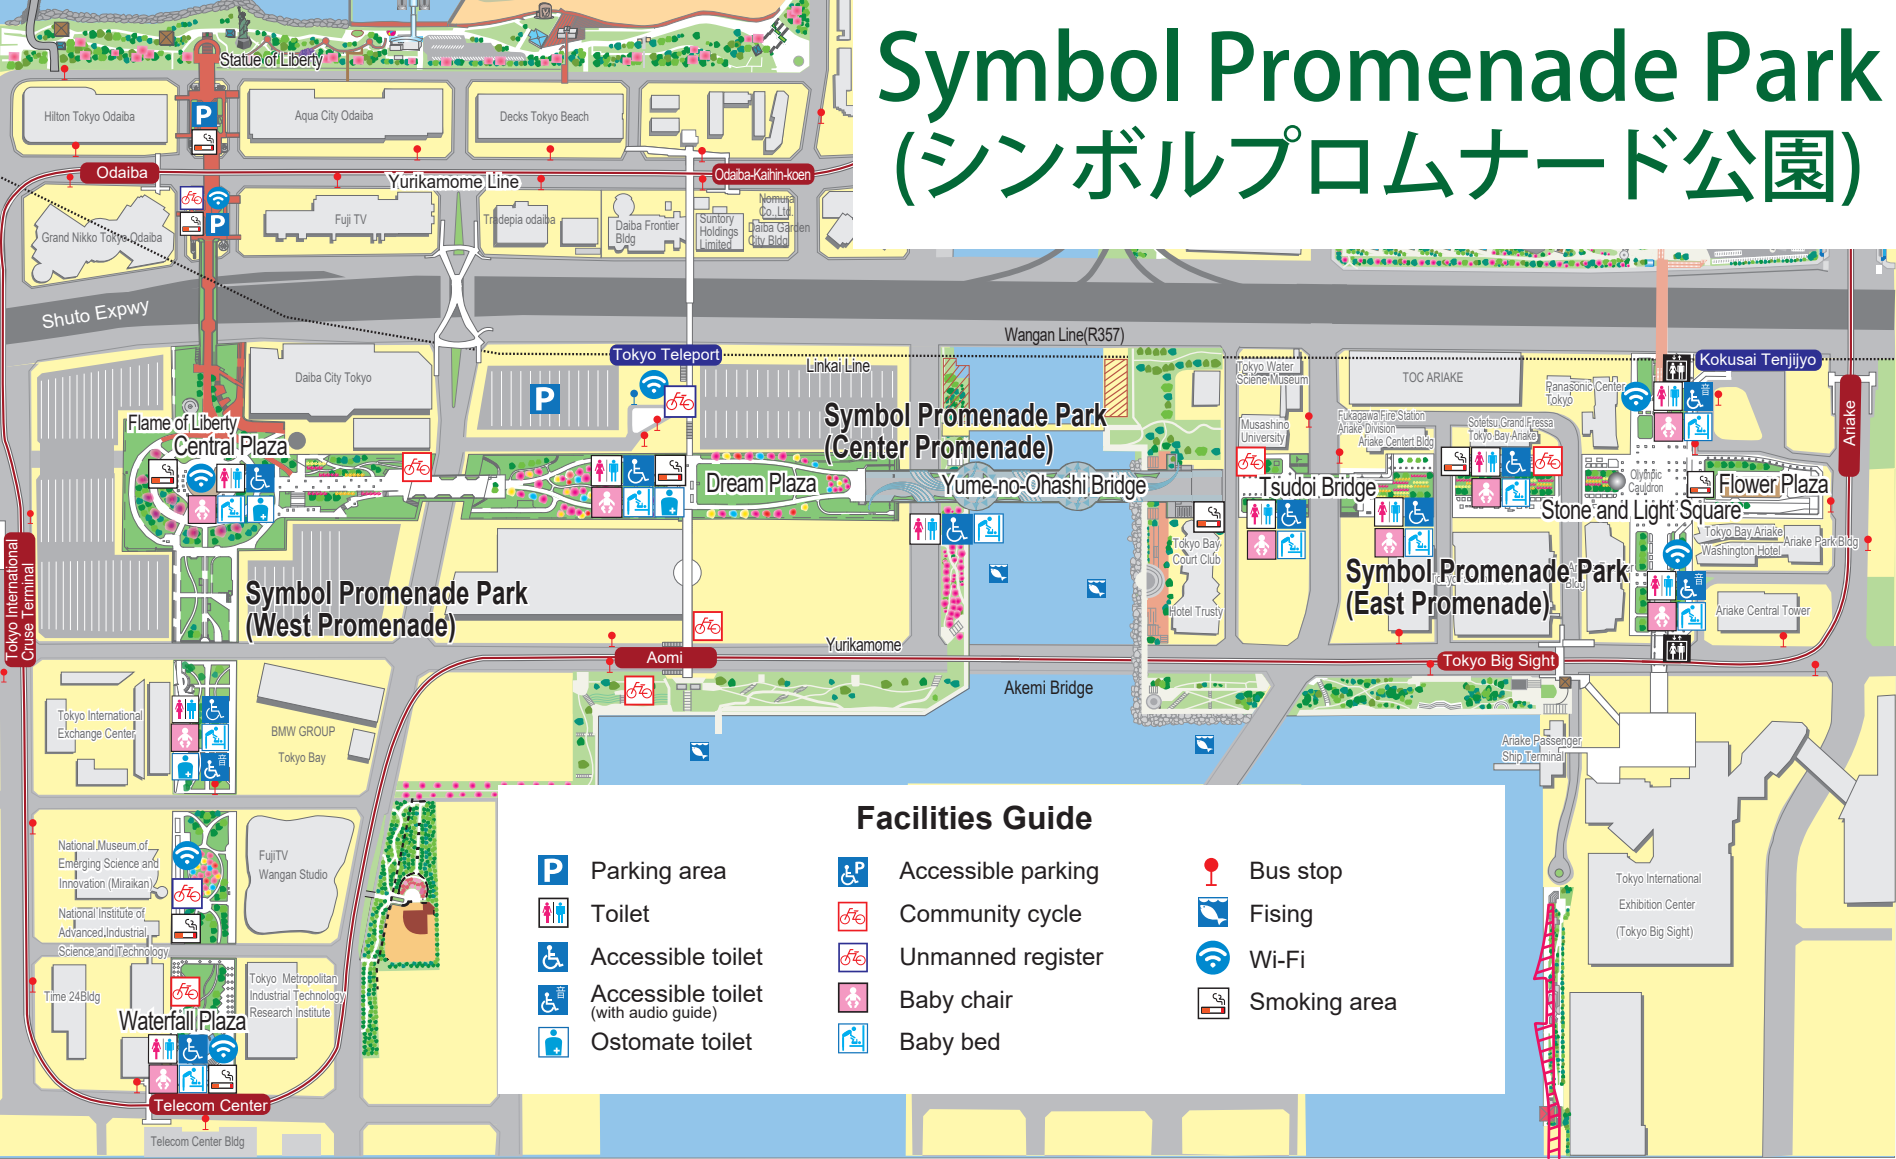 Symbol Promenade Park
(シンボルプロムナード公園)
Statue of Liberty
Hilton Tokyo Odaiba
Aqua City Odaiba
Decks Tokyo Beach
P
Odaiba
Yurikamome Line
Odaiba-Kaihin-koen
P
Grand Nikko Tokyo Odaiba
Fuji TV
Tradepia odaiba
Daiba Frontier
Bldg
Suntory
Holdings
Limited
Nomura
Co.,Ltd.
Daiba Garden
City Bldg
Shuto Expwy
Wangan Line(R357)
Tokyo Teleport
Linkai Line
Kokusai Tenjijyo
Daiba City Tokyo
P
Tokyo Water
Sciene Museum
TOC ARIAKE
Panasonic Center
Tokyo
音
Ariake
Flame of Liberty
Central Plaza
Symbol Promenade Park
(Center Promenade)
Musashino
University
Fukagawa Fire Station
Ariake Division
Ariake Centert Bldg
Sotetsu Grand Fressa
Tokyo Bay Ariake
Dream Plaza
Yume-no-Ohashi Bridge
Tsudoi Bridge
Olympic
Cauldron
Flower Plaza
Stone and Light Square
Tokyo Bay
Court Club
Hotel Trusty
Tokyo Bay Ariake
Washington Hotel
Ariake Park Bldg
Tokyo International
Cruse Terminal
Symbol Promenade Park
(West Promenade)
Symbol Promenade Park
(East Promenade)
Bldg
音
Ariake Central Tower
Yurikamome
Aomi
Tokyo Big Sight
Akemi Bridge
Tokyo International
Exchange Center
BMW GROUP
Tokyo Bay
音
Ariake Passenger
Ship Terminal
National Museum of
Emerging Science and
Innovation (Miraikan)
FujiTV
Wangan Studio
National Institute of
Advanced Industrial
Science and Technology
Time 24Bldg
Tokyo Metropolitan
Industrial Technology
Research Institute
Waterfall Plaza
Telecom Center
Telecom Center Bldg
Tokyo International
Exhibition Center
(Tokyo Big Sight)
Facilities Guide
P Parking area
Toilet
Accessible toilet
音 Accessible toilet
(with audio guide)
Ostomate toilet
P Accessible parking
Community cycle
Unmanned register
Baby chair
Baby bed
Bus stop
Fising
Wi-Fi
Smoking area